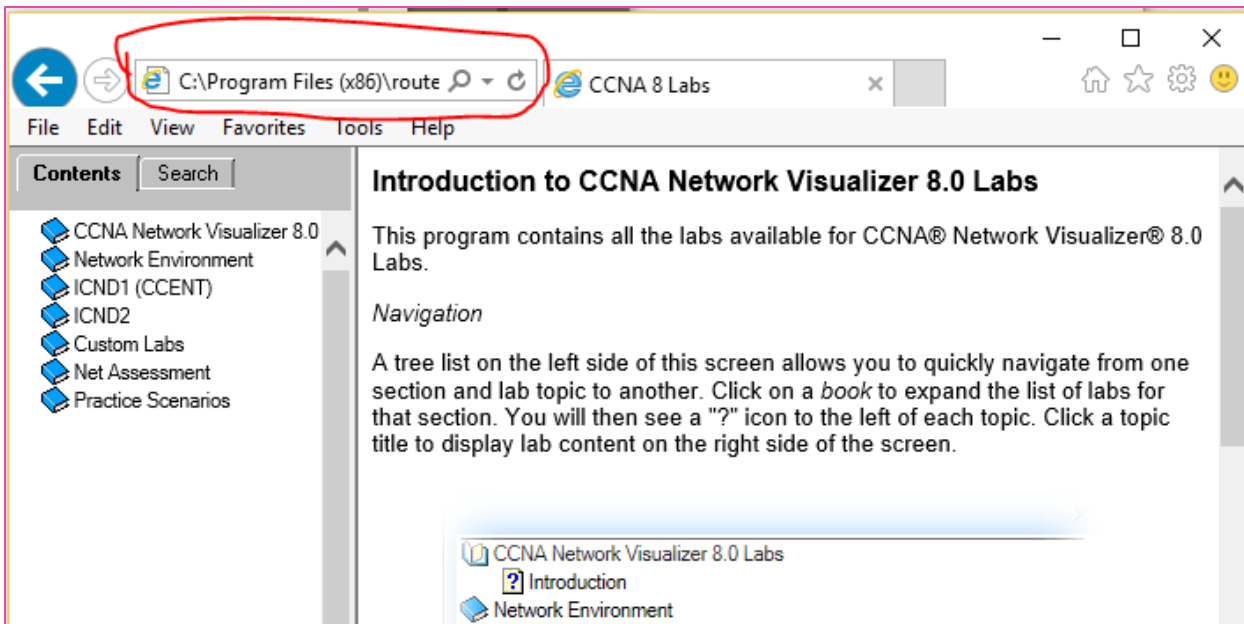 C:\Program Files (x86)\route
CCNA 8 Labs
File Edit View Favorites Tools Help
Contents Search
CCNA Network Visualizer 8.0
Network Environment
ICND1 (CCENT)
ICND2
Custom Labs
Net Assessment
Practice Scenarios
Introduction to CCNA Network Visualizer 8.0 Labs
This program contains all the labs available for CCNA® Network Visualizer® 8.0
Labs.
Navigation
A tree list on the left side of this screen allows you to quickly navigate from one
section and lab topic to another. Click on a book to expand the list of labs for
that section. You will then see a "?" icon to the left of each topic. Click a topic
title to display lab content on the right side of the screen.
CCNA Network Visualizer 8.0 Labs
? Introduction
Network Environment